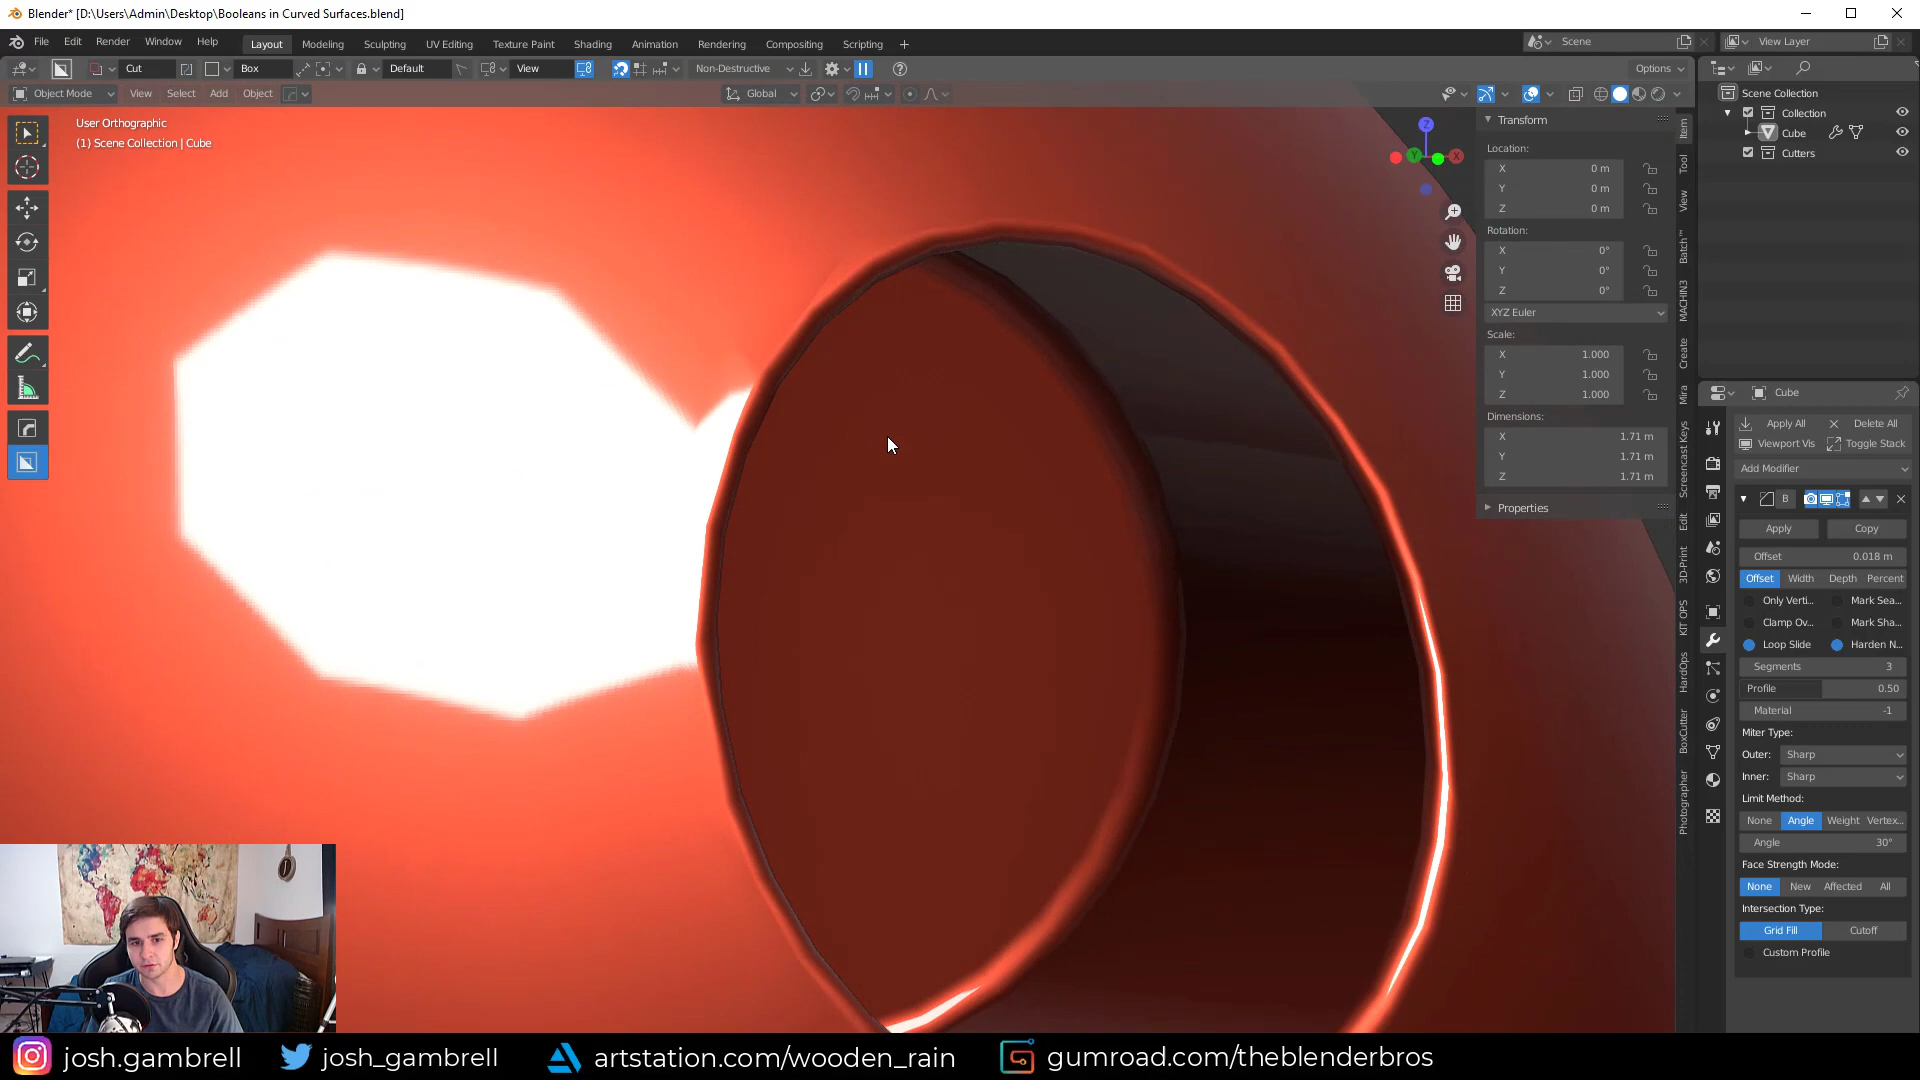 Blender* [D:\Users\Admin\Desktop\Booleans in Curved Surfaces.blend]
File Edit Render Window Help Layout Modeling Sculpting UV Editing Texture Paint Shading Animation Rendering Compositing Scripting + Scene View Layer
Cut Box Default View Non-Destructive Options
Object Mode View Select Add Object Global
User Orthographic
(1) Scene Collection | Cube
Transform
Location:
X 0 m
Y 0 m
Z 0 m
Rotation:
X 0°
Y 0°
Z 0°
XYZ Euler
Scale:
X 1.000
Y 1.000
Z 1.000
Dimensions:
X 1.71 m
Y 1.71 m
Z 1.71 m
Properties
Item
Tool
View
Batch™
MACHIN3
Create
Mira
Screencast Keys
Edit
3D-Print
KIT OPS
HardOps
BoxCutter
Photographer
Scene Collection
Collection
Cube
Cutters
Cube
Apply All Delete All
Viewport Vis Toggle Stack
Add Modifier
B
Apply Copy
Offset 0.018 m
Offset Width Depth Percent
Only Verti... Mark Sea...
Clamp Ov... Mark Sha...
Loop Slide Harden N...
Segments 3
Profile 0.50
Material -1
Miter Type:
Outer: Sharp
Inner: Sharp
Limit Method:
None Angle Weight Vertex...
Angle 30°
Face Strength Mode:
None New Affected All
Intersection Type:
Grid Fill Cutoff
Custom Profile
Z
Y
X
josh.gambrell josh_gambrell artstation.com/wooden_rain gumroad.com/theblenderbros